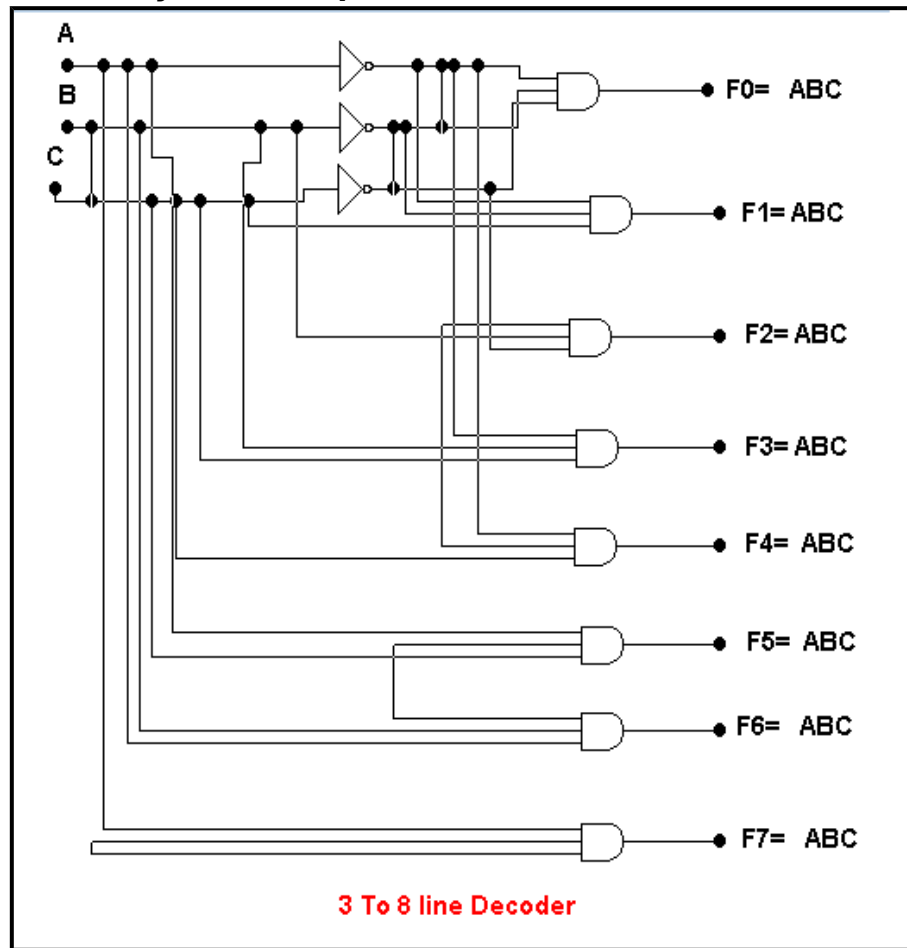 A
B
C
F0= ABC
F1= ABC
F2= ABC
F3= ABC
F4= ABC
F5= ABC
F6= ABC
F7= ABC
3 To 8 line Decoder